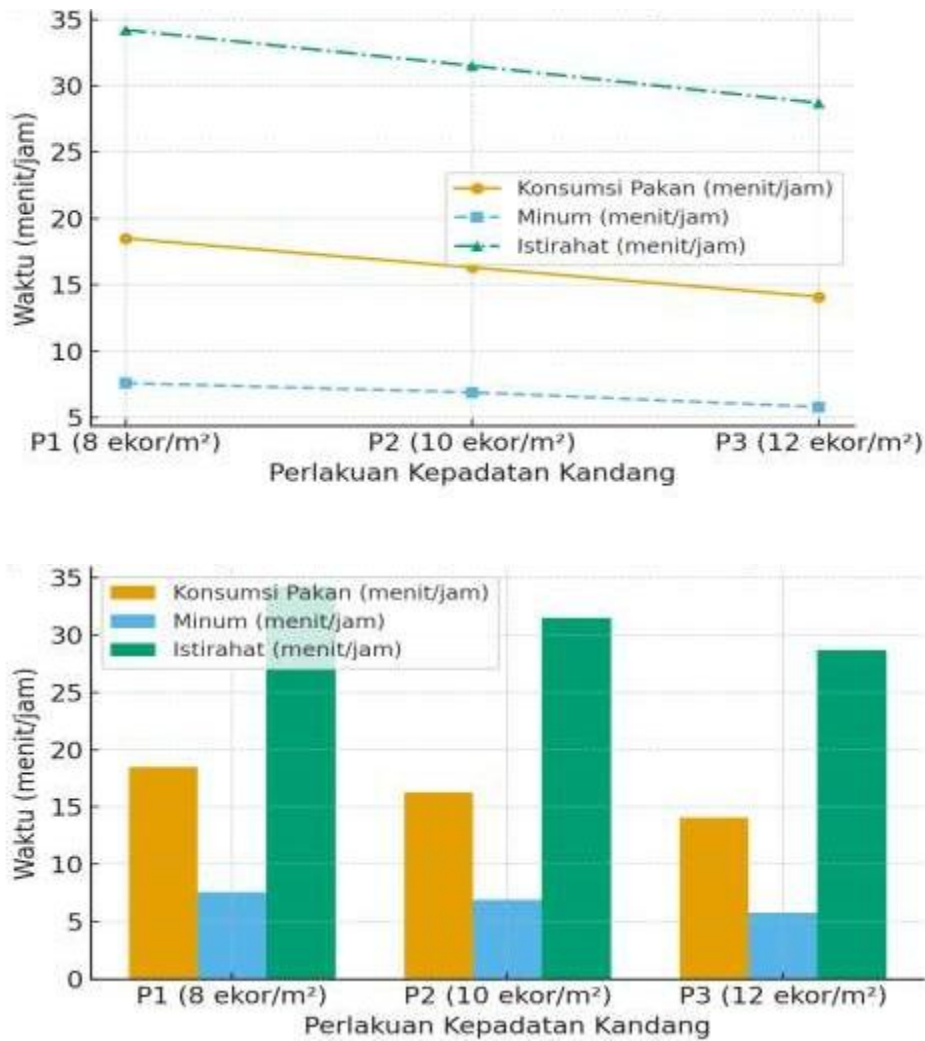 35
30
25
20
15
10
5
Waktu (menit/jam)
Konsumsi Pakan (menit/jam)
Minum (menit/jam)
Istirahat (menit/jam)
P1 (8 ekor/m²) P2 (10 ekor/m²) P3 (12 ekor/m²)
Perlakuan Kepadatan Kandang
35
30
25
20
15
10
5
0
Waktu (menit/jam)
Konsumsi Pakan (menit/jam)
Minum (menit/jam)
Istirahat (menit/jam)
P1 (8 ekor/m²) P2 (10 ekor/m²) P3 (12 ekor/m²)
Perlakuan Kepadatan Kandang